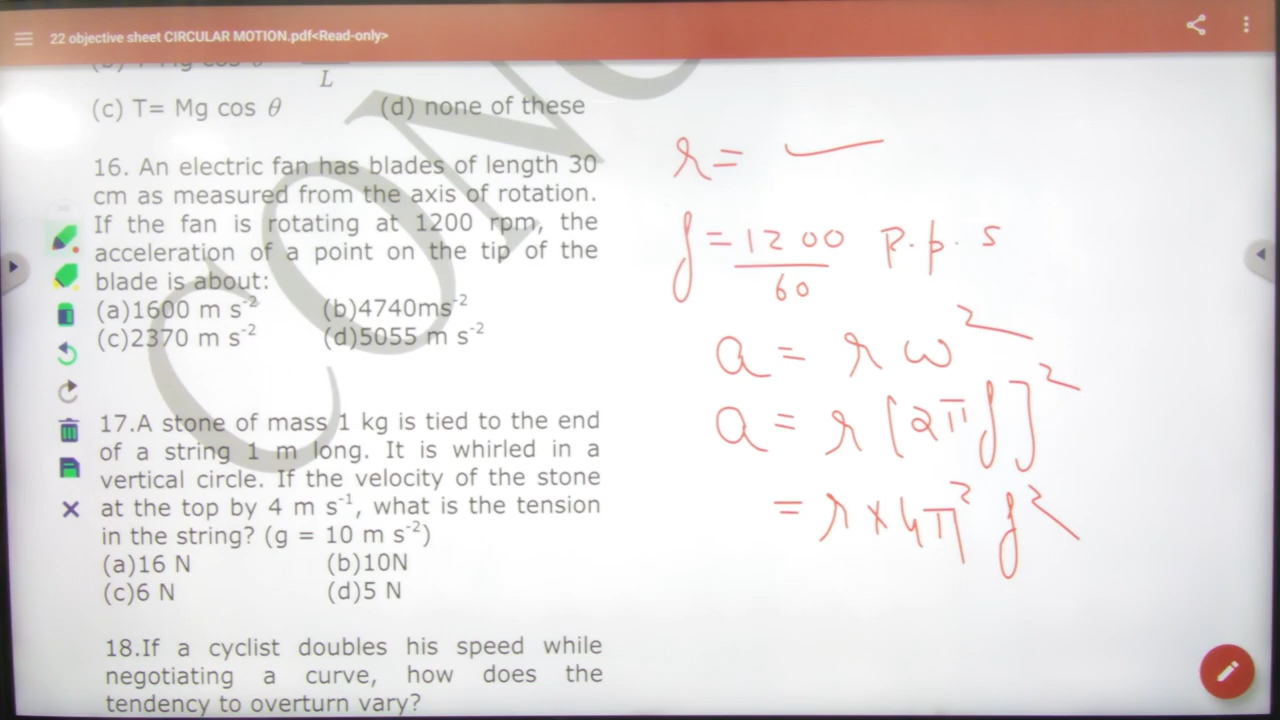 22 objective sheet CIRCULAR MOTION.pdf<Read-only>
L
(c) T= Mg cos θ (d) none of these
16. An electric fan has blades of length 30
cm as measured from the axis of rotation.
If the fan is rotating at 1200 rpm, the
acceleration of a point on the tip of the
blade is about:
(a)1600 m s⁻² (b)4740ms⁻²
(c)2370 m s⁻² (d)5055 m s⁻²
17.A stone of mass 1 kg is tied to the end
of a string 1 m long. It is whirled in a
vertical circle. If the velocity of the stone
at the top by 4 m s⁻¹, what is the tension
in the string? (g = 10 m s⁻²)
(a)16 N (b)10N
(c)6 N (d)5 N
18.If a cyclist doubles his speed while
negotiating a curve, how does the
tendency to overturn vary?
r =
f = 1200/60 r.p.s
a = r ω²
a = r [2π f]²
= r × 4π² f²